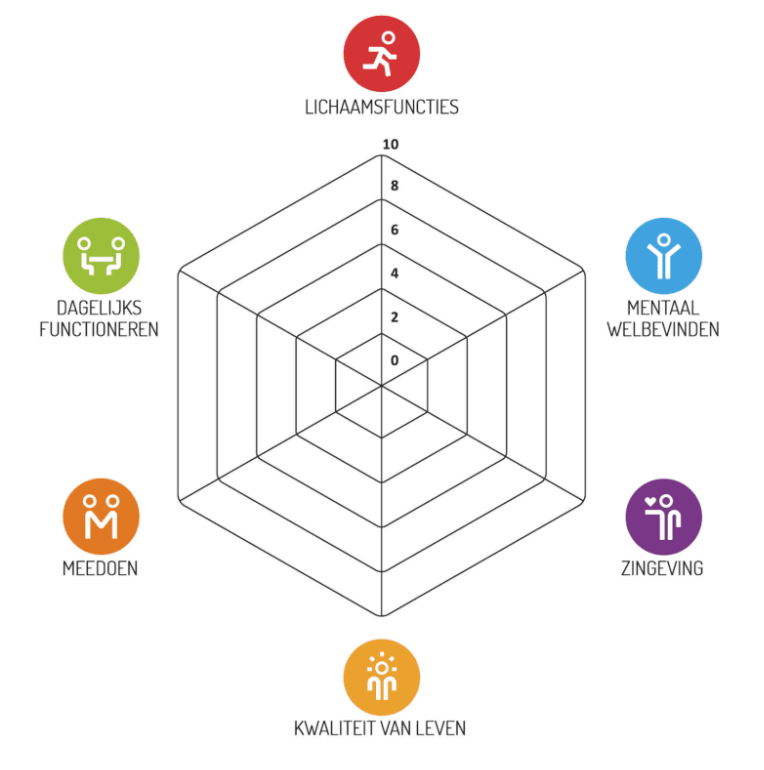 LICHAAMSFUNCTIES
10
8
6
4
2
0
DAGELIJKS
FUNCTIONEREN
MENTAAL
WELBEVINDEN
MEEDOEN
ZINGEVING
KWALITEIT VAN LEVEN